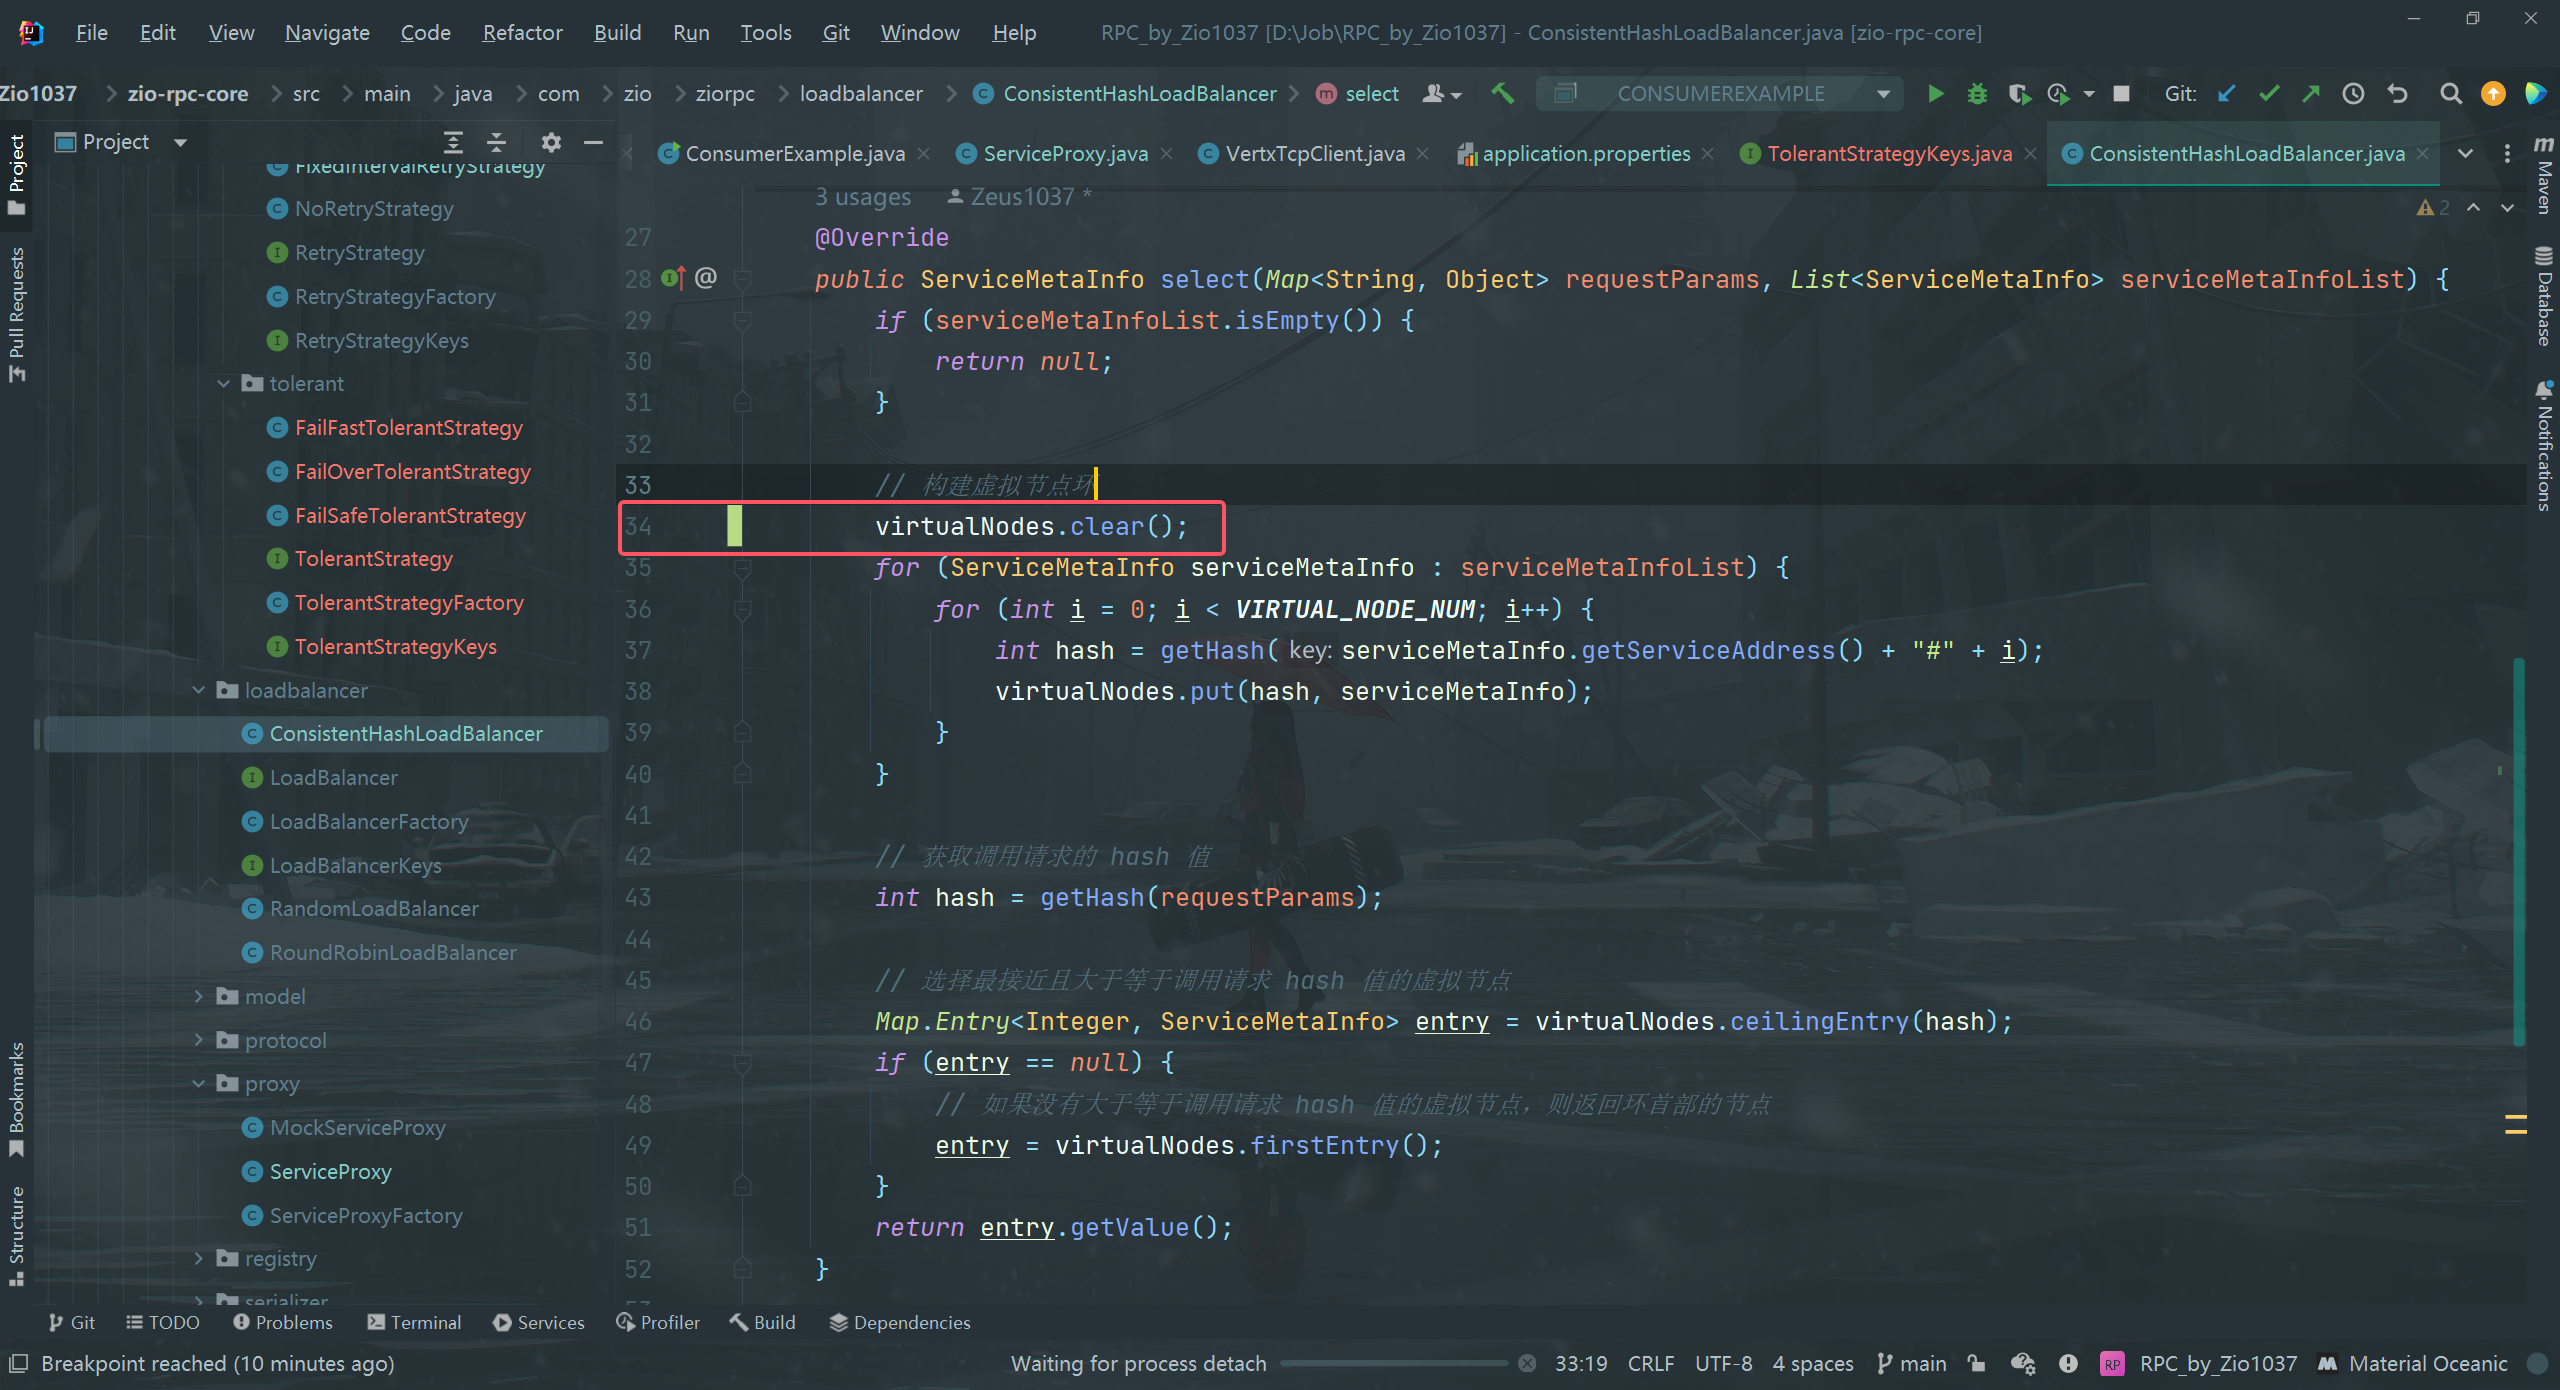 File Edit View Navigate Code Refactor Build Run Tools Git Window Help RPC_by_Zio1037 [D:\Job\RPC_by_Zio1037] - ConsistentHashLoadBalancer.java [zio-rpc-core]
Zio1037 zio-rpc-core src main java com zio ziorpc loadbalancer ConsistentHashLoadBalancer select CONSUMEREXAMPLE Git:
Project
ConsumerExample.java ServiceProxy.java VertxTcpClient.java application.properties TolerantStrategyKeys.java ConsistentHashLoadBalancer.java
Project
Pull Requests
Bookmarks
Structure
FixedIntervalRetryStrategy
NoRetryStrategy
RetryStrategy
RetryStrategyFactory
RetryStrategyKeys
tolerant
FailFastTolerantStrategy
FailOverTolerantStrategy
FailSafeTolerantStrategy
TolerantStrategy
TolerantStrategyFactory
TolerantStrategyKeys
loadbalancer
ConsistentHashLoadBalancer
LoadBalancer
LoadBalancerFactory
LoadBalancerKeys
RandomLoadBalancer
RoundRobinLoadBalancer
model
protocol
proxy
MockServiceProxy
ServiceProxy
ServiceProxyFactory
registry
serializer
3 usages Zeus1037 *
2
27 @Override
28 public ServiceMetaInfo select(Map<String, Object> requestParams, List<ServiceMetaInfo> serviceMetaInfoList) {
29 if (serviceMetaInfoList.isEmpty()) {
30 return null;
31 }
32
33 // 构建虚拟节点环
34 virtualNodes.clear();
35 for (ServiceMetaInfo serviceMetaInfo : serviceMetaInfoList) {
36 for (int i = 0; i < VIRTUAL_NODE_NUM; i++) {
37 int hash = getHash( key: serviceMetaInfo.getServiceAddress() + "#" + i);
38 virtualNodes.put(hash, serviceMetaInfo);
39 }
40 }
41
42 // 获取调用请求的 hash 值
43 int hash = getHash(requestParams);
44
45 // 选择最接近且大于等于调用请求 hash 值的虚拟节点
46 Map.Entry<Integer, ServiceMetaInfo> entry = virtualNodes.ceilingEntry(hash);
47 if (entry == null) {
48 // 如果没有大于等于调用请求 hash 值的虚拟节点，则返回环首部的节点
49 entry = virtualNodes.firstEntry();
50 }
51 return entry.getValue();
52 }
Maven
Database
Notifications
Git TODO Problems Terminal Services Profiler Build Dependencies
Breakpoint reached (10 minutes ago) Waiting for process detach 33:19 CRLF UTF-8 4 spaces main RP RPC_by_Zio1037 Material Oceanic